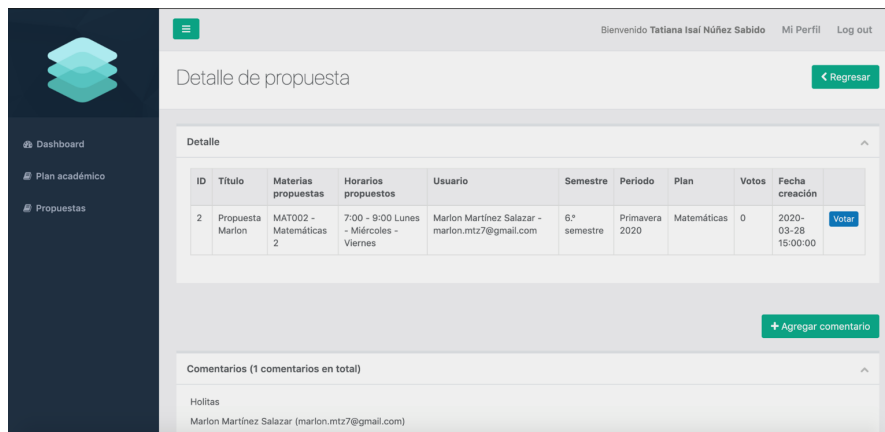 Bienvenido Tatiana Isaí Núñez Sabido Mi Perfil Log out
Detalle de propuesta
Regresar
Dashboard
Plan académico
Propuestas
Detalle
ID Título Materias propuestas Horarios propuestos Usuario Semestre Periodo Plan Votos Fecha creación
2 Propuesta Marlon MAT002 - Matemáticas 2 7:00 - 9:00 Lunes - Miércoles - Viernes Marlon Martínez Salazar - marlon.mtz7@gmail.com 6.º semestre Primavera 2020 Matemáticas 0 2020-03-28 15:00:00 Votar
Agregar comentario
Comentarios (1 comentarios en total)
Holitas
Marlon Martínez Salazar (marlon.mtz7@gmail.com)